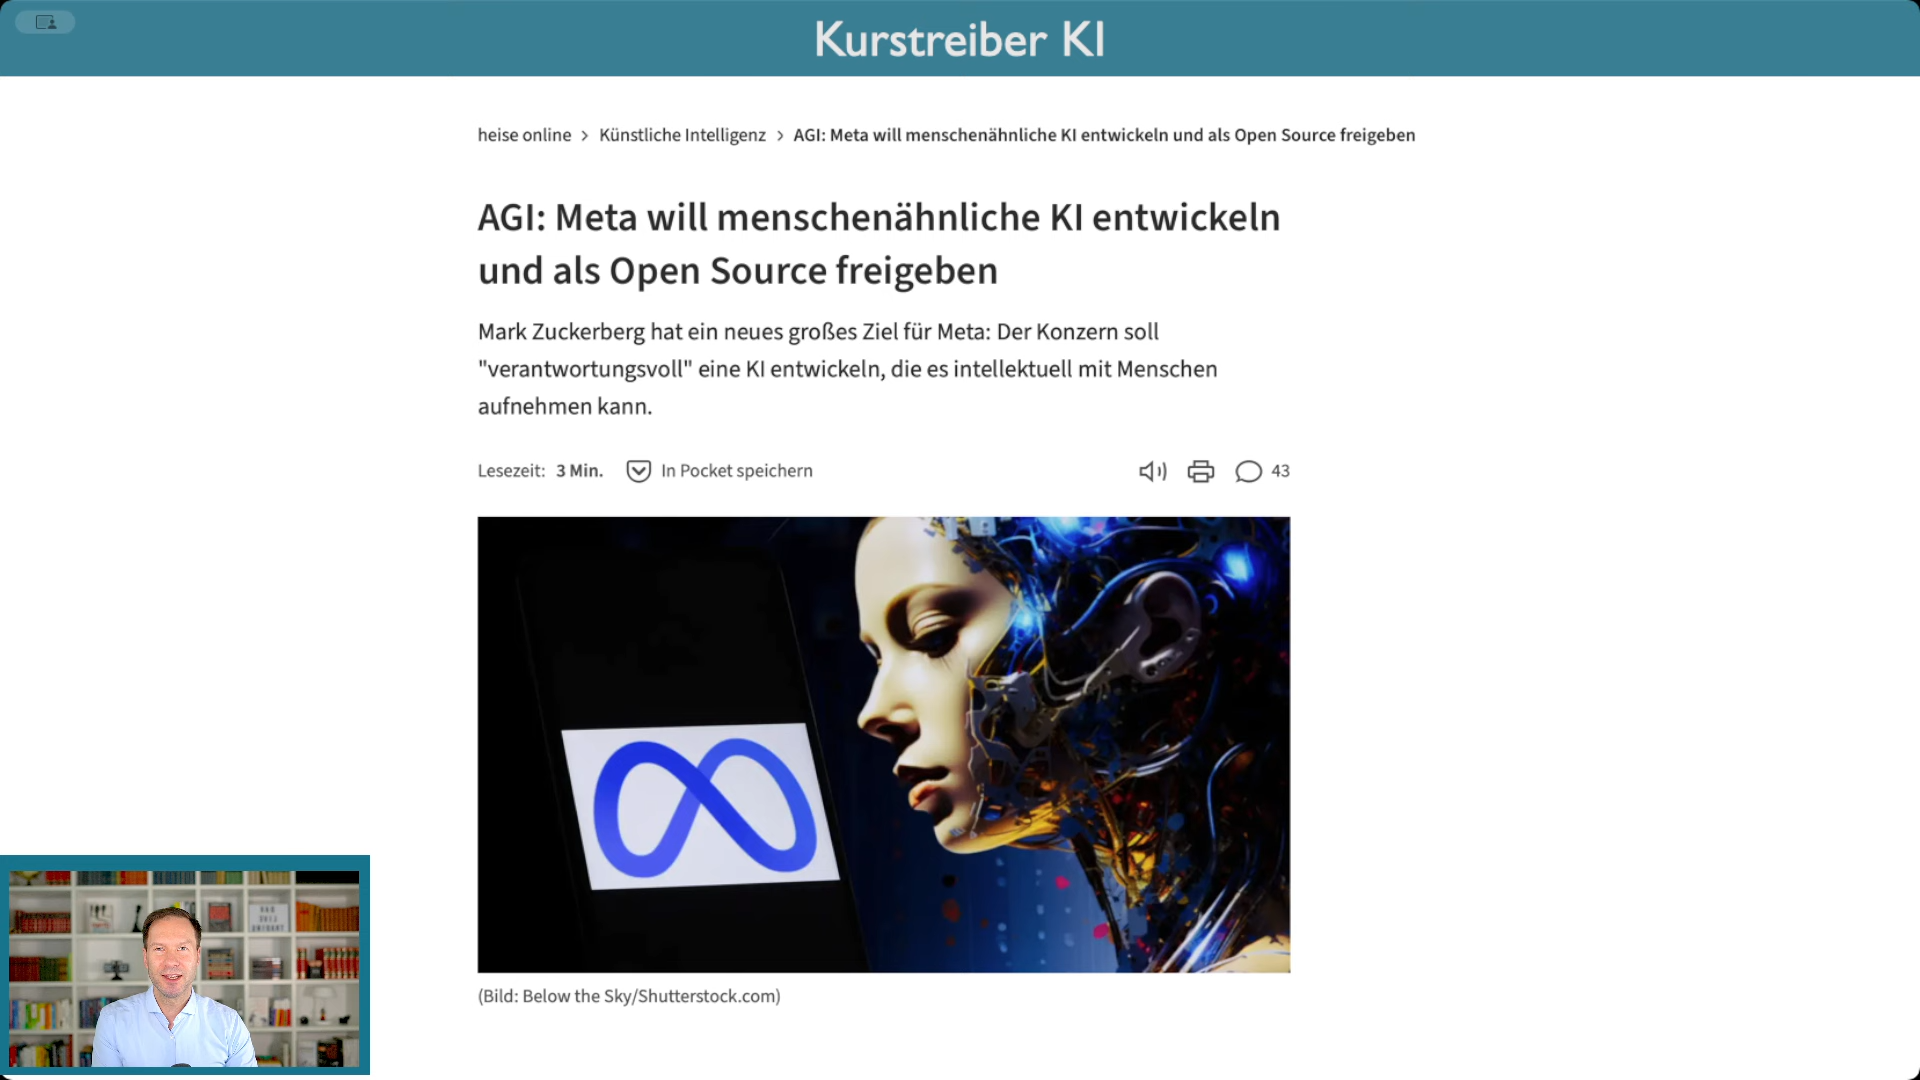 Kurstreiber KI
heise online > Künstliche Intelligenz > AGI: Meta will menschenähnliche KI entwickeln und als Open Source freigeben
AGI: Meta will menschenähnliche KI entwickeln
und als Open Source freigeben
Mark Zuckerberg hat ein neues großes Ziel für Meta: Der Konzern soll
"verantwortungsvoll" eine KI entwickeln, die es intellektuell mit Menschen
aufnehmen kann.
Lesezeit: 3 Min. In Pocket speichern 43
(Bild: Below the Sky/Shutterstock.com)